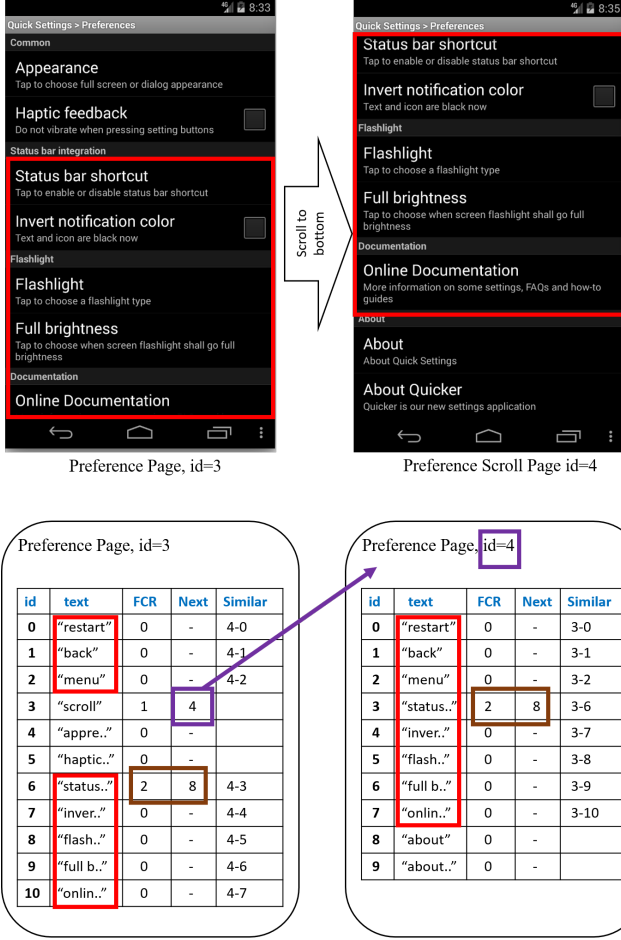 4G 8:33
Quick Settings > Preferences
Common
Appearance
Tap to choose full screen or dialog appearance
Haptic feedback
Do not vibrate when pressing setting buttons
Status bar integration
Status bar shortcut
Tap to enable or disable status bar shortcut
Invert notification color
Text and icon are black now
Flashlight
Flashlight
Tap to choose a flashlight type
Full brightness
Tap to choose when screen flashlight shall go full
brightness
Documentation
Online Documentation
Preference Page, id=3
Scroll to
bottom
4G 8:35
Quick Settings > Preferences
Status bar shortcut
Tap to enable or disable status bar shortcut
Invert notification color
Text and icon are black now
Flashlight
Flashlight
Tap to choose a flashlight type
Full brightness
Tap to choose when screen flashlight shall go full
brightness
Documentation
Online Documentation
More information on some settings, FAQs and how-to
guides
About
About
About Quick Settings
About Quicker
Quicker is our new settings application
Preference Scroll Page id=4
Preference Page, id=3
id text FCR Next Similar
0 "restart" 0 - 4-0
1 "back" 0 - 4-1
2 "menu" 0 - 4-2
3 "scroll" 1 4
4 "appre.." 0 -
5 "haptic.." 0 -
6 "status.." 2 8 4-3
7 "inver.." 0 - 4-4
8 "flash.." 0 - 4-5
9 "full b.." 0 - 4-6
10 "onlin.." 0 - 4-7
Preference Page, id=4
id text FCR Next Similar
0 "restart" 0 - 3-0
1 "back" 0 - 3-1
2 "menu" 0 - 3-2
3 "status.." 2 8 3-6
4 "inver.." 0 - 3-7
5 "flash.." 0 - 3-8
6 "full b.." 0 - 3-9
7 "onlin.." 0 - 3-10
8 "about" 0 -
9 "about.." 0 -